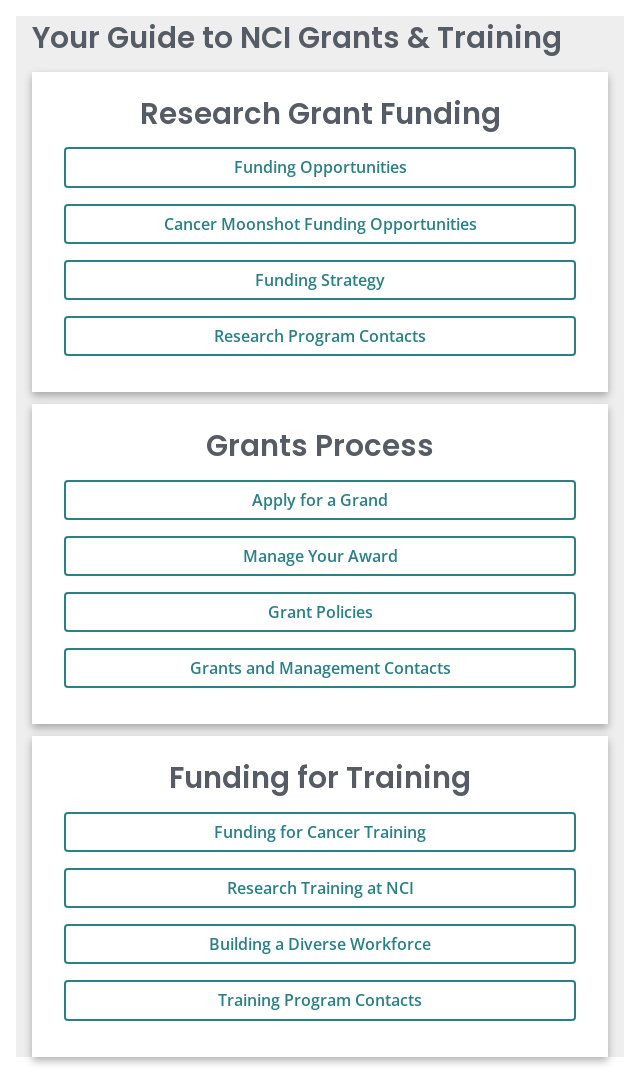 Your Guide to NCI Grants & Training
Research Grant Funding
Funding Opportunities
Cancer Moonshot Funding Opportunities
Funding Strategy
Research Program Contacts
Grants Process
Apply for a Grand
Manage Your Award
Grant Policies
Grants and Management Contacts
Funding for Training
Funding for Cancer Training
Research Training at NCI
Building a Diverse Workforce
Training Program Contacts